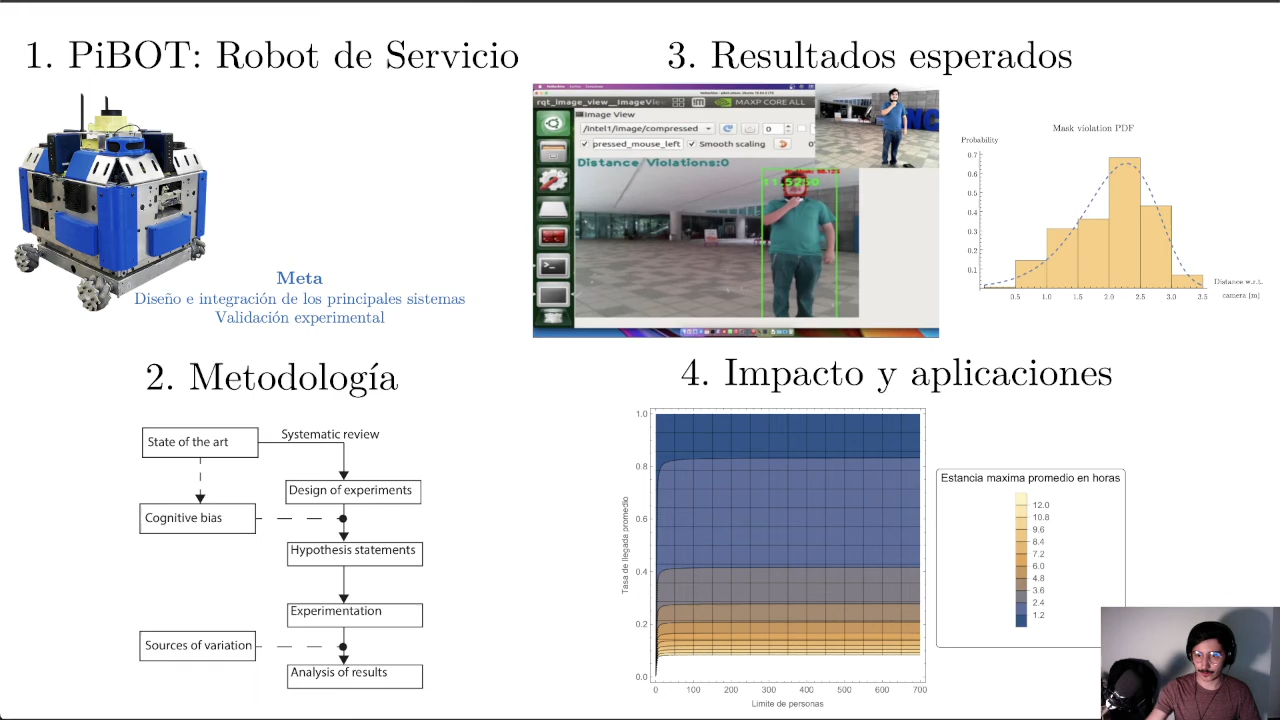 1. PiBOT: Robot de Servicio
Meta
Diseño e integración de los principales sistemas
Validación experimental
2. Metodología
State of the art
Systematic review
Design of experiments
Cognitive bias
Hypothesis statements
Experimentation
Sources of variation
Analysis of results
3. Resultados esperados
rqt_image_view__ImageVie
MAXP CORE ALL
Image View
/intel1/image/compressed
0
pressed_mouse_left
Smooth scaling
Distance Violations:0
Mask violation PDF
Probability
0.7
0.6
0.5
0.4
0.3
0.2
0.1
0.5 1.0 1.5 2.0 2.5 3.0 3.5
Distance w.r.t.
camera [m]
4. Impacto y aplicaciones
Tasa de llegada promedio
1.0
0.8
0.6
0.4
0.2
0.0
0 100 200 300 400 500 600 700
Limite de personas
Estancia maxima promedio en horas
12.0
10.8
9.6
8.4
7.2
6.0
4.8
3.6
2.4
1.2